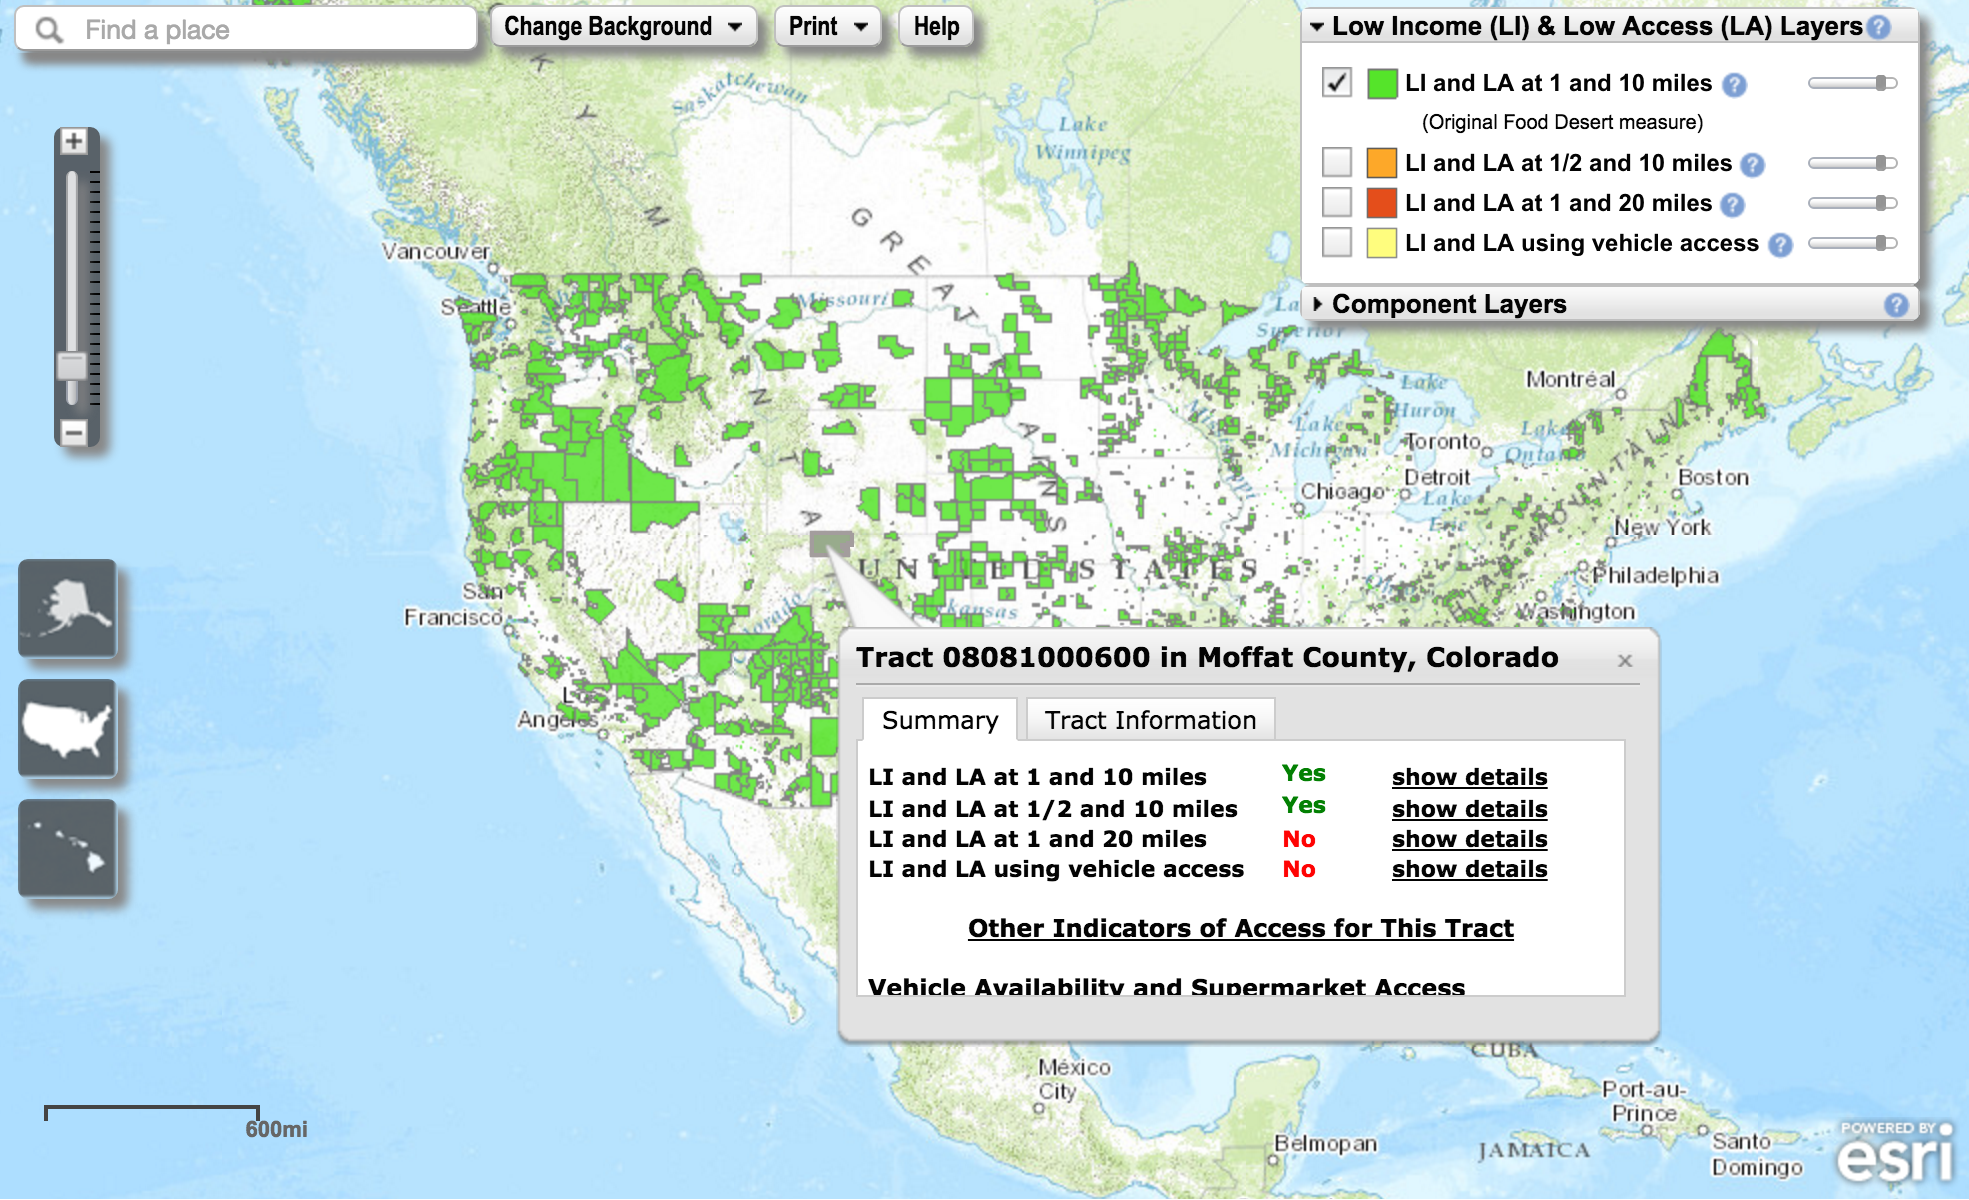 Find a place
Change Background
Print
Help
Low Income (LI) & Low Access (LA) Layers ?
LI and LA at 1 and 10 miles ?
(Original Food Desert measure)
LI and LA at 1/2 and 10 miles ?
LI and LA at 1 and 20 miles ?
LI and LA using vehicle access ?
Component Layers ?
Saskatchewan
Lake
Winnipeg
GREAT
Vancouver
Seattle
Missouri
Superior
Montréal
Lake
Huron
Lake
Michigan
Toronto
Lake
Ontario
Detroit
Chicago
Lake
Erie
Boston
New York
Philadelphia
Washington
UNITED STATES
San
Francisco
Los
Angeles
Tract 08081000600 in Moffat County, Colorado
x
Summary
Tract Information
LI and LA at 1 and 10 miles Yes show details
LI and LA at 1/2 and 10 miles Yes show details
LI and LA at 1 and 20 miles No show details
LI and LA using vehicle access No show details
Other Indicators of Access for This Tract
Vehicle Availability and Supermarket Access
México
City
CUBA
Port-au-
Prince
Belmopan
JAMAICA
Santo
Domingo
600mi
POWERED BY
esri